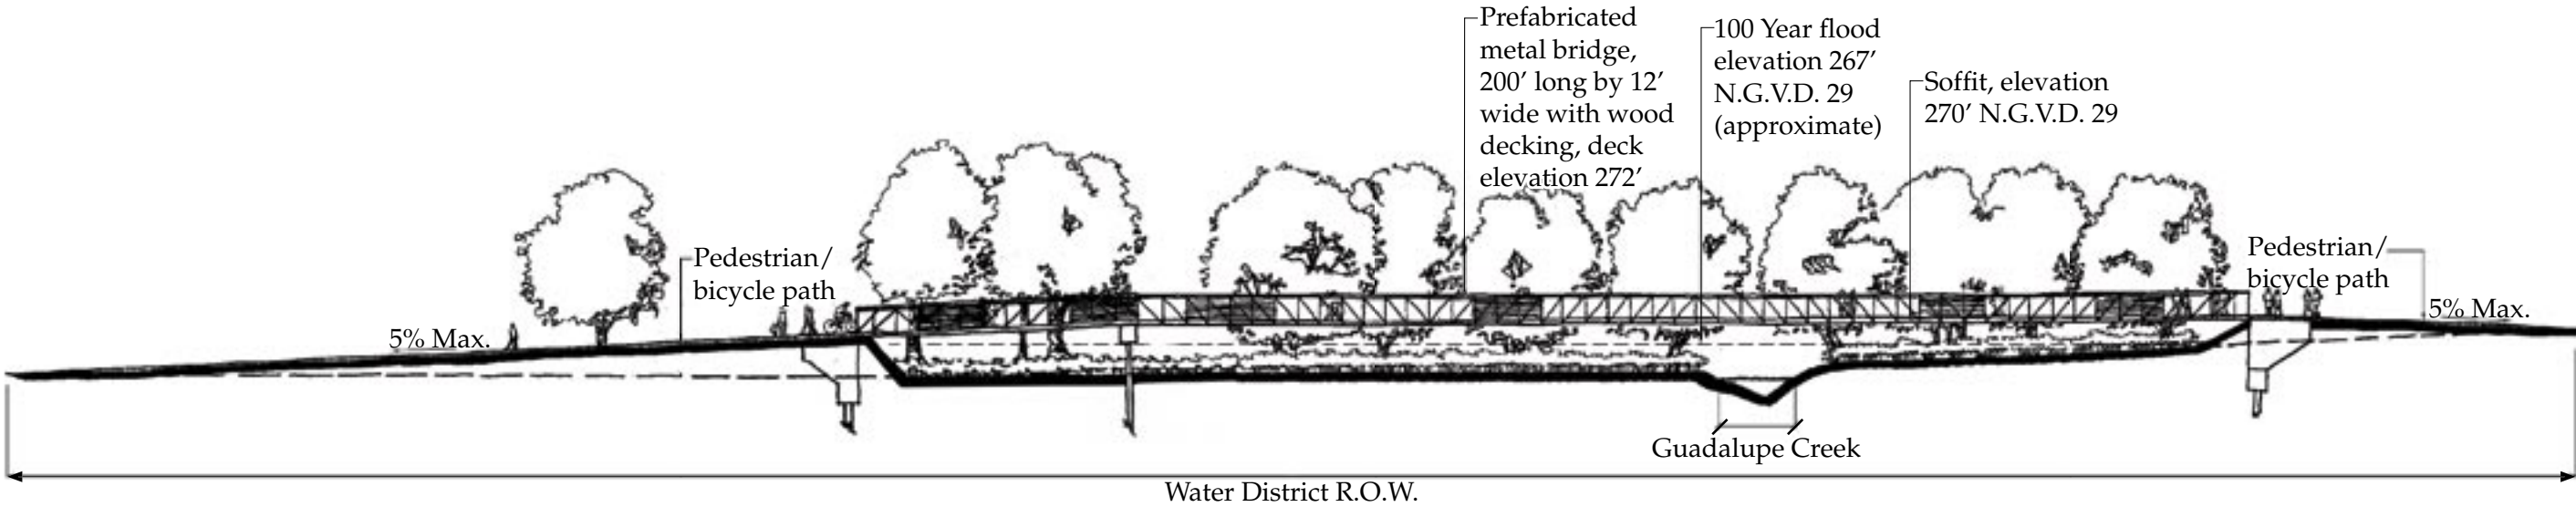 Prefabricated
metal bridge,
200′ long by 12′
wide with wood
decking, deck
elevation 272′
100 Year flood
elevation 267′
N.G.V.D. 29
(approximate)
Soffit, elevation
270′ N.G.V.D. 29
Pedestrian/
bicycle path
5% Max.
Pedestrian/
bicycle path
5% Max.
Guadalupe Creek
Water District R.O.W.